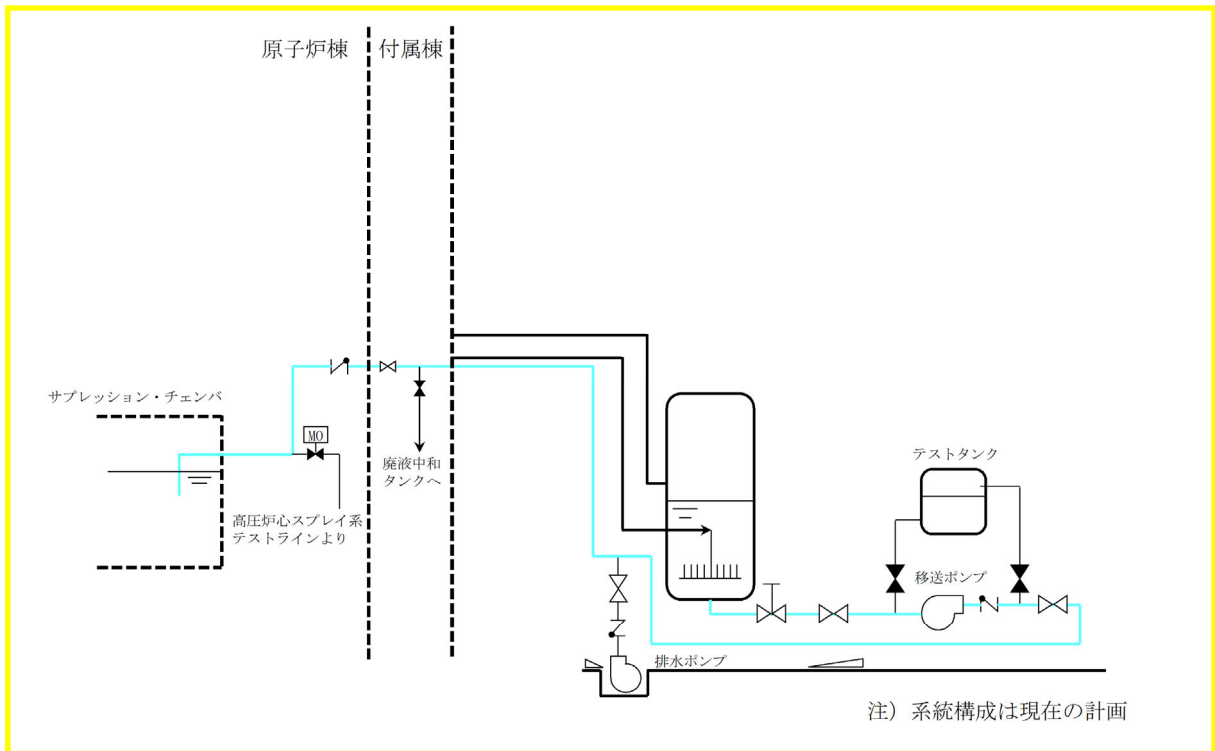 原子炉棟
付属棟
サプレッション・チェンバ
MO
高圧炉心スプレイ系
テストラインより
廃液中和
タンクへ
テストタンク
移送ポンプ
排水ポンプ
注）系統構成は現在の計画